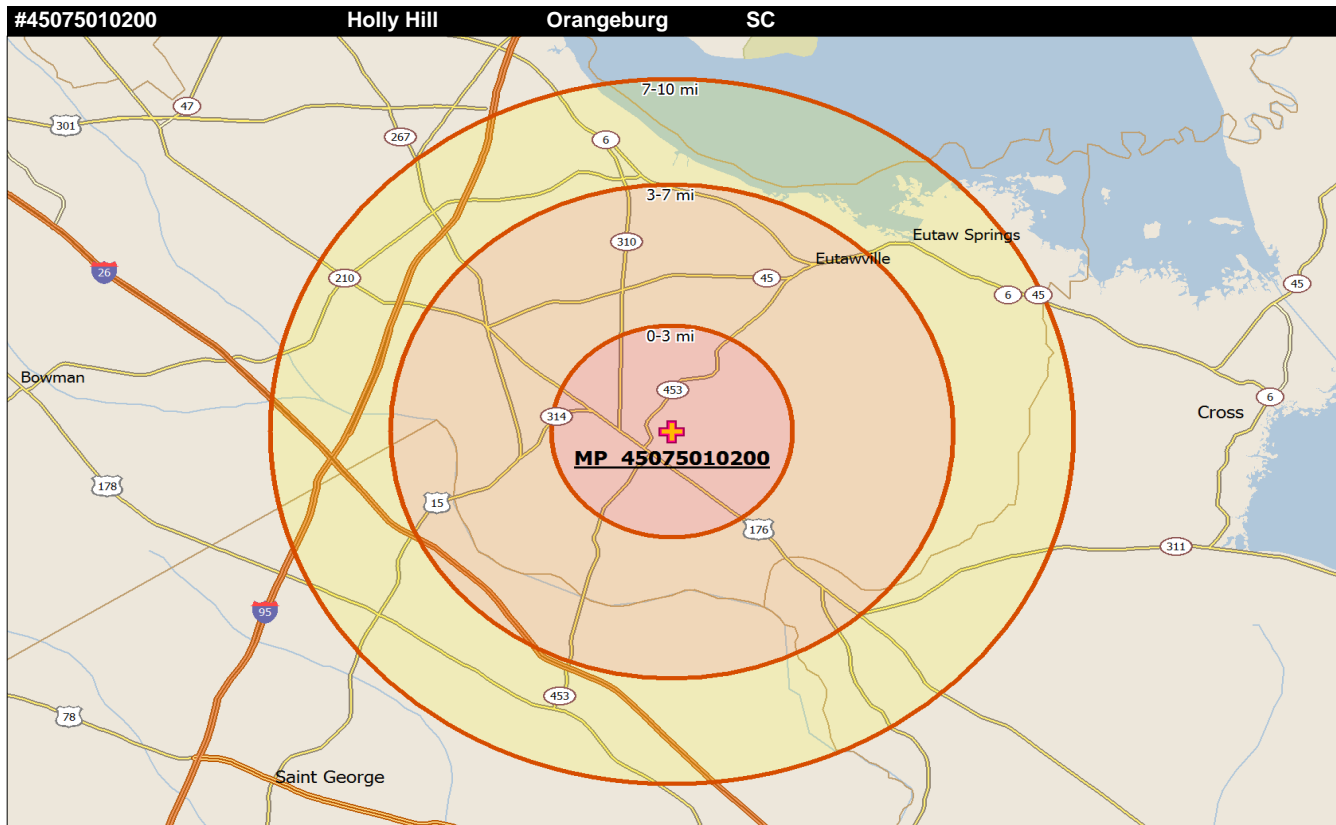 #45075010200 Holly Hill Orangeburg SC
7-10 mi
47
301
267
6
3-7 mi
310
Eutaw Springs
Eutawville
26
210
45
6 45
45
0-3 mi
Bowman
453
6
314
Cross
MP 45075010200
178
15
176
311
95
453
78
Saint George